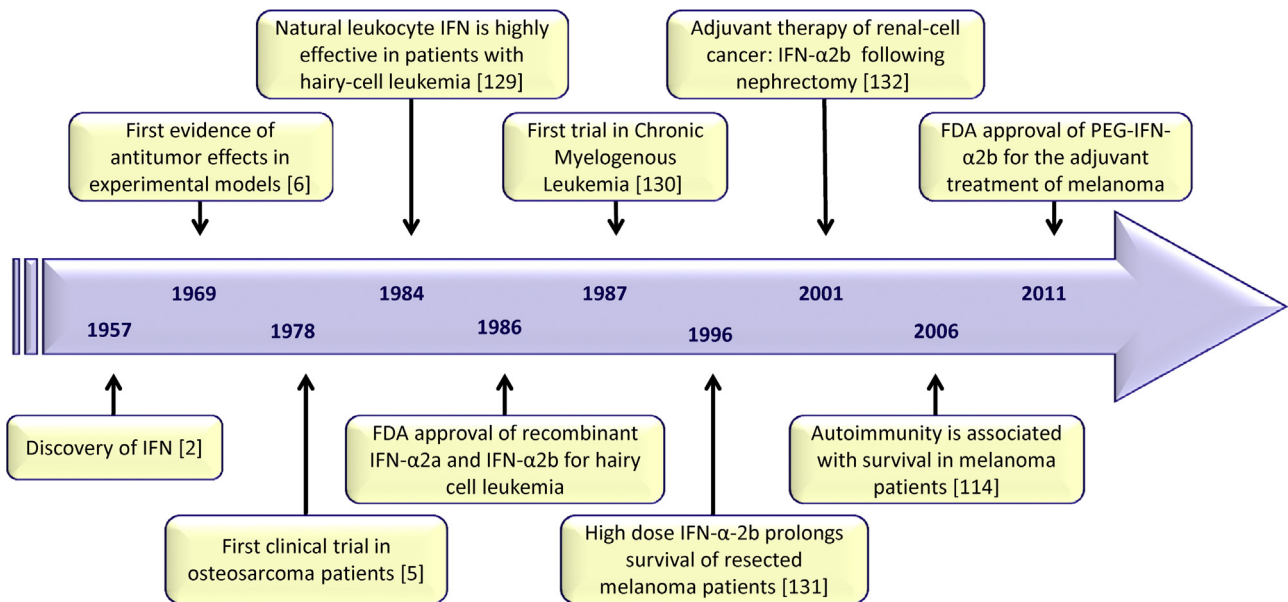 Natural leukocyte IFN is highly
effective in patients with
hairy-cell leukemia [129]
Adjuvant therapy of renal-cell
cancer: IFN-α2b following
nephrectomy [132]
First evidence of
antitumor effects in
experimental models [6]
First trial in Chronic
Myelogenous
Leukemia [130]
FDA approval of PEG-IFN-
α2b for the adjuvant
treatment of melanoma
1969
1984
1987
2001
2011
1957
1978
1986
1996
2006
Discovery of IFN [2]
FDA approval of recombinant
IFN-α2a and IFN-α2b for hairy
cell leukemia
Autoimmunity is associated
with survival in melanoma
patients [114]
First clinical trial in
osteosarcoma patients [5]
High dose IFN-α-2b prolongs
survival of resected
melanoma patients [131]